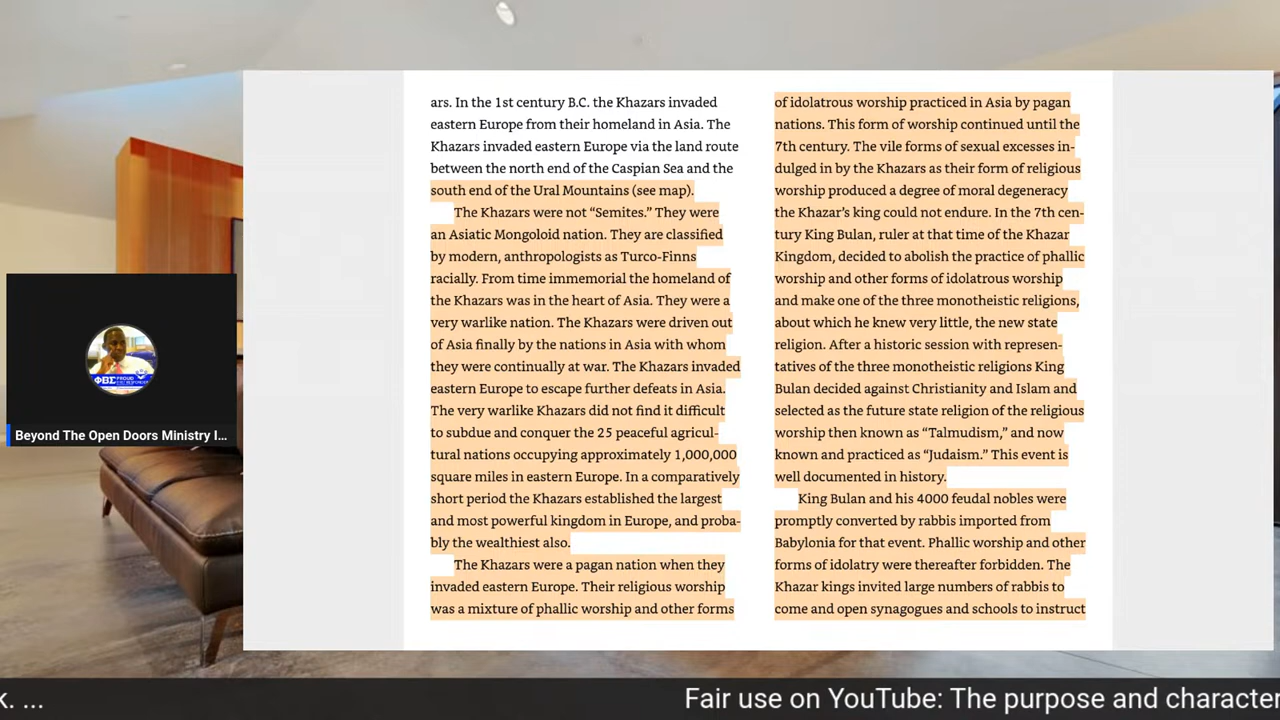 ars. In the 1st century B.C. the Khazars invaded
eastern Europe from their homeland in Asia. The
Khazars invaded eastern Europe via the land route
between the north end of the Caspian Sea and the
south end of the Ural Mountains (see map).
The Khazars were not “Semites.” They were
an Asiatic Mongoloid nation. They are classified
by modern, anthropologists as Turco-Finns
racially. From time immemorial the homeland of
the Khazars was in the heart of Asia. They were a
very warlike nation. The Khazars were driven out
of Asia finally by the nations in Asia with whom
they were continually at war. The Khazars invaded
eastern Europe to escape further defeats in Asia.
The very warlike Khazars did not find it difficult
to subdue and conquer the 25 peaceful agricul-
tural nations occupying approximately 1,000,000
square miles in eastern Europe. In a comparatively
short period the Khazars established the largest
and most powerful kingdom in Europe, and proba-
bly the wealthiest also.
The Khazars were a pagan nation when they
invaded eastern Europe. Their religious worship
was a mixture of phallic worship and other forms
of idolatrous worship practiced in Asia by pagan
nations. This form of worship continued until the
7th century. The vile forms of sexual excesses in-
dulged in by the Khazars as their form of religious
worship produced a degree of moral degeneracy
the Khazar’s king could not endure. In the 7th cen-
tury King Bulan, ruler at that time of the Khazar
Kingdom, decided to abolish the practice of phallic
worship and other forms of idolatrous worship
and make one of the three monotheistic religions,
about which he knew very little, the new state
religion. After a historic session with represen-
tatives of the three monotheistic religions King
Bulan decided against Christianity and Islam and
selected as the future state religion of the religious
worship then known as “Talmudism,” and now
known and practiced as “Judaism.” This event is
well documented in history.
King Bulan and his 4000 feudal nobles were
promptly converted by rabbis imported from
Babylonia for that event. Phallic worship and other
forms of idolatry were thereafter forbidden. The
Khazar kings invited large numbers of rabbis to
come and open synagogues and schools to instruct
ΦΒΣ PROUD
Beyond The Open Doors Ministry I...
k. ...
Fair use on YouTube: The purpose and character